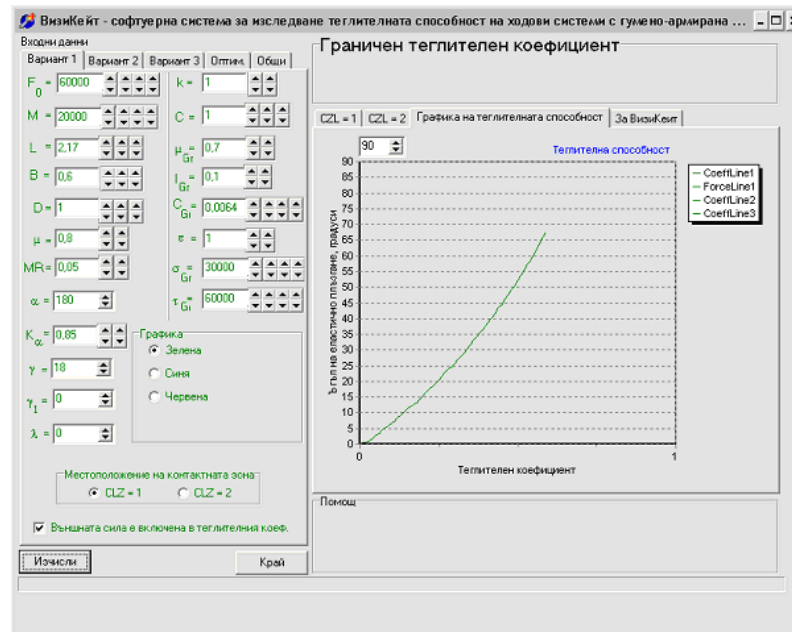 ВизиКейт - софтуерна система за изследване теглителната способност на ходови системи с гумено-армирана ...
Входни данни
Вариант 1 Вариант 2 Вариант 3 Оптим. Общи
F0 = 60000
k = 1
M = 20000
C = 1
L = 2,17
μGr = 0,7
B = 0,6
lGr = 0,1
D = 1
CGr = 0,0064
μ = 0,8
ε = 1
MR = 0,05
σGr = 30000
α = 180
τGr = 60000
Kα = 0,85
γ = 18
γ1 = 0
λ = 0
Графика
Зелена
Синя
Червена
Местоположение на контактната зона
CLZ = 1 CLZ = 2
Външната сила е включена в теглителния коеф.
Изчисли
Край
Граничен теглителен коефициент
CZL = 1 CZL = 2 Графика на теглителната способност За ВизиКейт
90
Теглителна способност
90
85
80
75
70
65
60
55
50
45
40
35
30
25
20
15
10
5
0
Ъгъл на еластично плъзгане, градуси
0 1
Теглителен коефициент
CoeffLine1
ForceLine1
CoeffLine2
CoeffLine3
Помощ